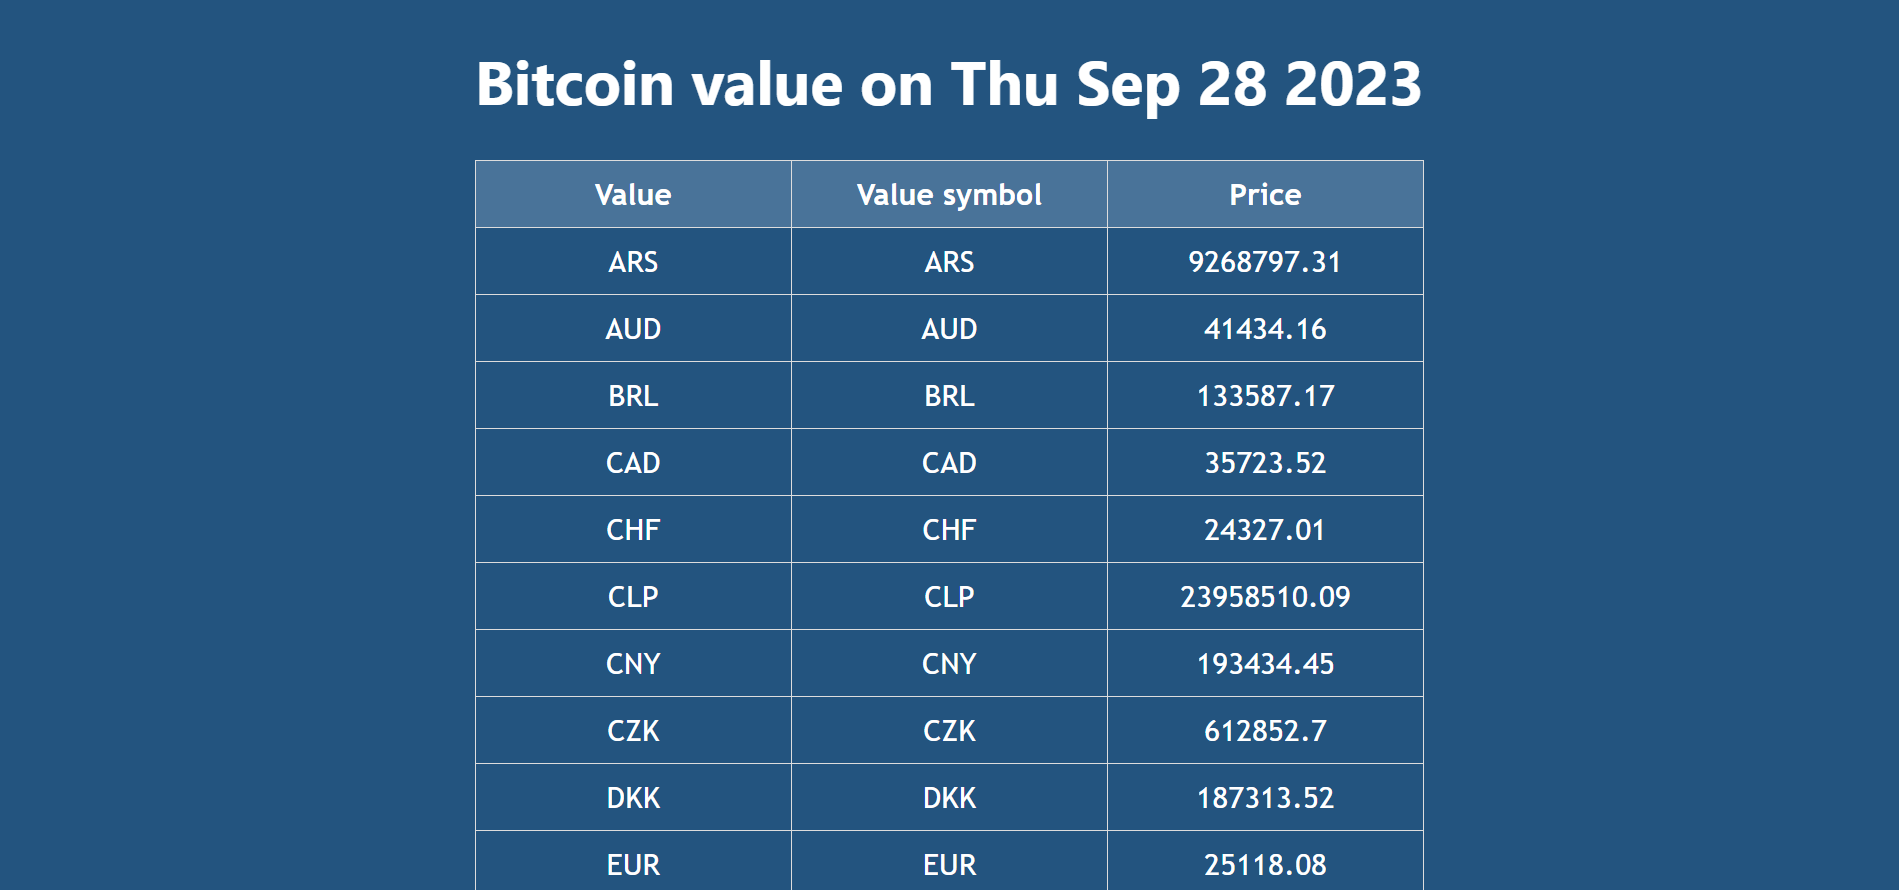 Bitcoin value on Thu Sep 28 2023
Value Value symbol Price
ARS ARS 9268797.31
AUD AUD 41434.16
BRL BRL 133587.17
CAD CAD 35723.52
CHF CHF 24327.01
CLP CLP 23958510.09
CNY CNY 193434.45
CZK CZK 612852.7
DKK DKK 187313.52
EUR EUR 25118.08